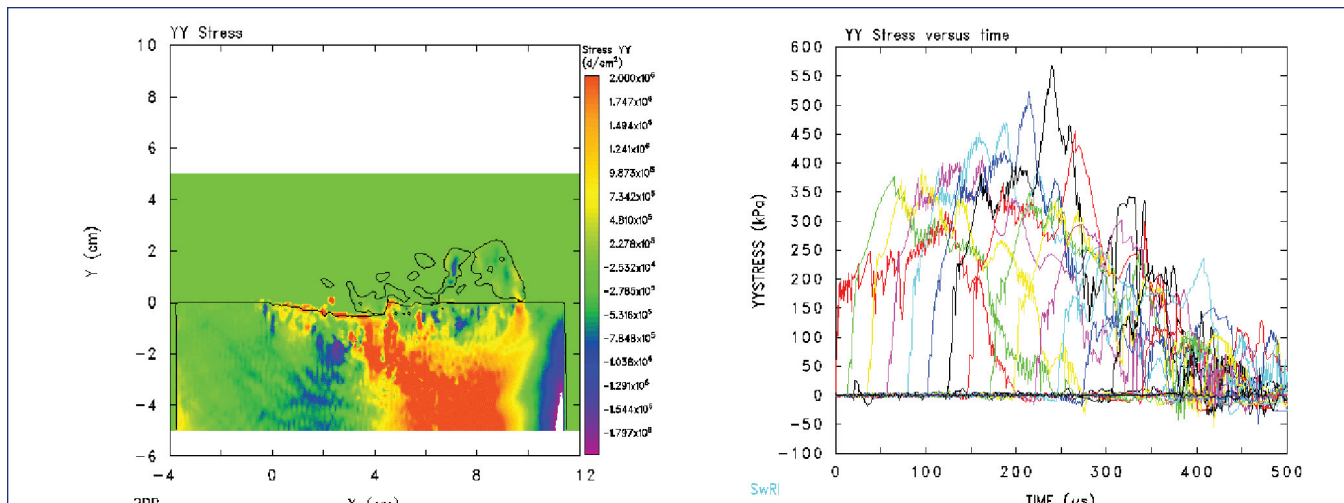 YY Stress
10
8
6
4
2
0
-2
-4
-6
Y (cm)
-4
0
4
8
12
Stress YY
(d/cm²)
2.000x10⁶
1.747x10⁶
1.494x10⁶
1.241x10⁶
9.873x10⁵
7.342x10⁵
4.810x10⁵
2.278x10⁵
-2.532x10⁴
-2.785x10⁵
-5.316x10⁵
-7.848x10⁵
-1.038x10⁶
-1.291x10⁶
-1.544x10⁶
-1.797x10⁶
YY Stress versus time
600
550
500
450
400
350
300
250
200
150
100
50
0
-50
-100
YYSTRESS (kPa)
0
100
200
300
400
500
SwRI
TIME (μs)